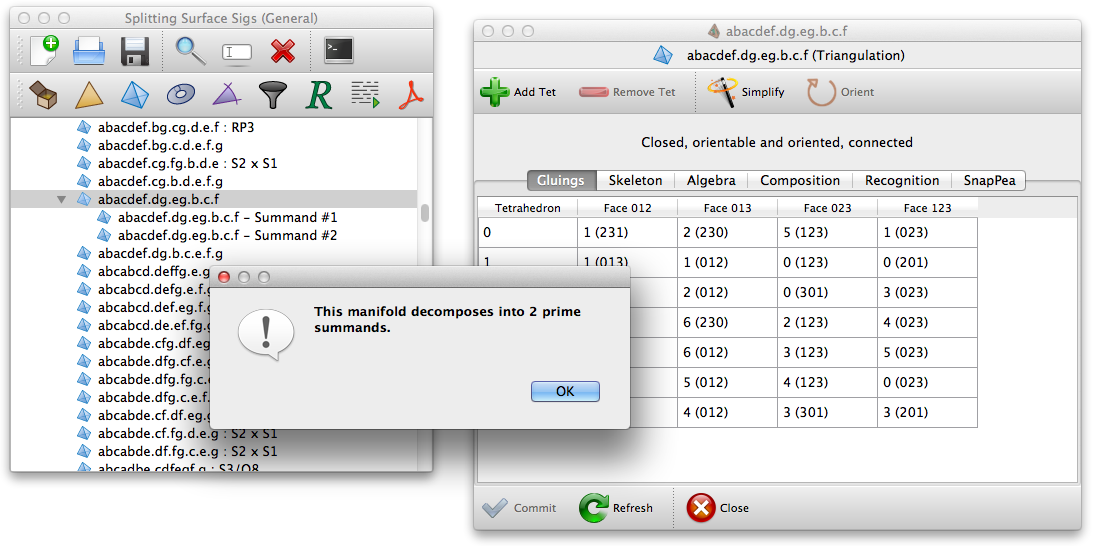 Splitting Surface Sigs (General)
abacdef.bg.cg.d.e.f : RP3
abacdef.bg.c.d.e.f.g
abacdef.cg.fg.b.d.e : S2 x S1
abacdef.cg.b.d.e.f.g
abacdef.dg.eg.b.c.f
abacdef.dg.eg.b.c.f – Summand #1
abacdef.dg.eg.b.c.f – Summand #2
abacdef.dg.b.c.e.f.g
abcabcd.deffg.e.g
abcabcd.defg.e.f.g
abcabcd.def.eg.f.g
abcabcd.de.ef.fg.g
abcabde.cfg.df.eg
abcabde.dfg.cf.e.g
abcabde.dfg.fg.c.e
abcabde.dfg.c.e.f.
abcabde.cf.df.eg.g
abcabde.cf.fg.d.e.g : S2 x S1
abcabde.df.fg.c.e.g : S2 x S1
abcadbe.cdfegf.g : S3/Q8
abacdef.dg.eg.b.c.f
abacdef.dg.eg.b.c.f (Triangulation)
Add Tet
Remove Tet
Simplify
Orient
Closed, orientable and oriented, connected
Gluings Skeleton Algebra Composition Recognition SnapPea
Tetrahedron Face 012 Face 013 Face 023 Face 123
0 1 (231) 2 (230) 5 (123) 1 (023)
1 1 (013) 1 (012) 0 (123) 0 (201)
2 (012) 0 (301) 3 (023)
6 (230) 2 (123) 4 (023)
6 (012) 3 (123) 5 (023)
5 (012) 4 (123) 0 (023)
4 (012) 3 (301) 3 (201)
This manifold decomposes into 2 prime
summands.
OK
Commit
Refresh
Close